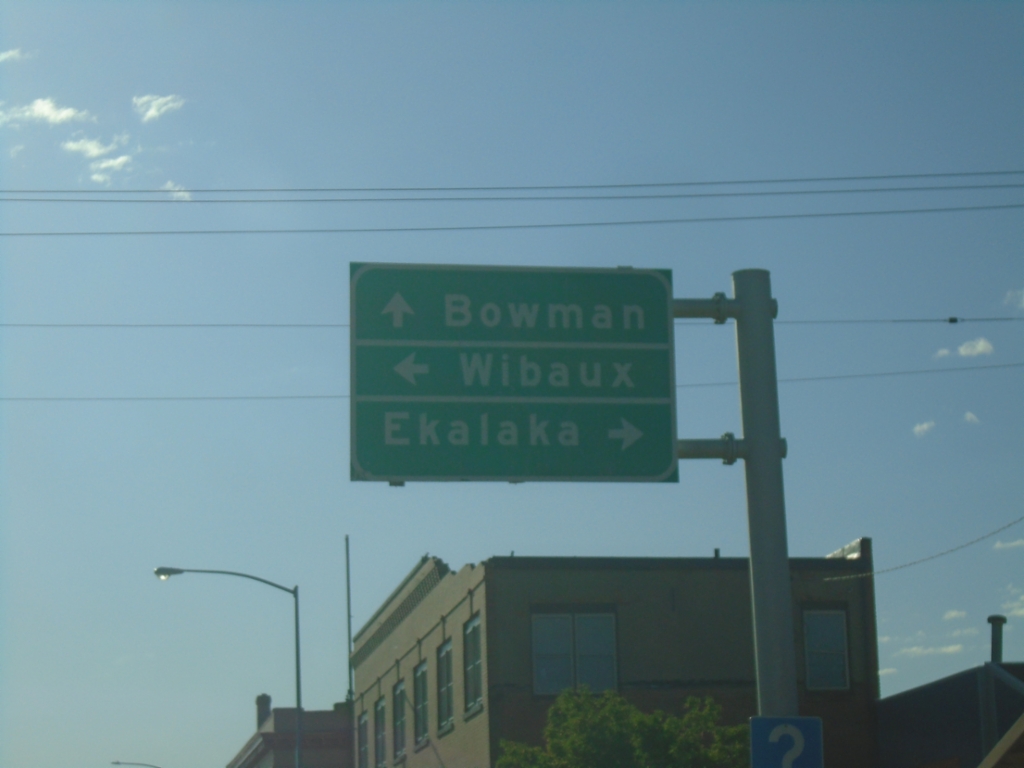 ↑ Bowman
← Wibaux
Ekalaka →
?